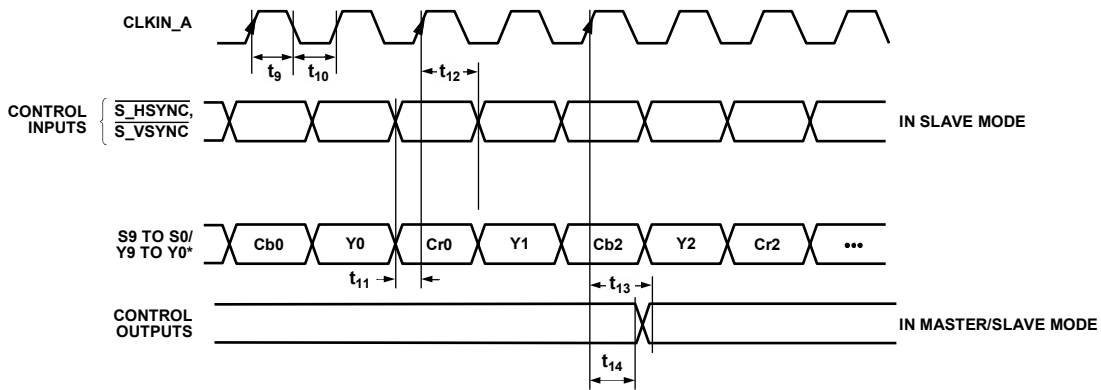 CLKIN_A
t9
t10
t12
CONTROL INPUTS
S_HSYNC,
S_VSYNC
IN SLAVE MODE
S9 TO S0/
Y9 TO Y0*
Cb0
Y0
Cr0
Y1
Cb2
Y2
Cr2
•••
t11
t13
CONTROL
OUTPUTS
IN MASTER/SLAVE MODE
t14